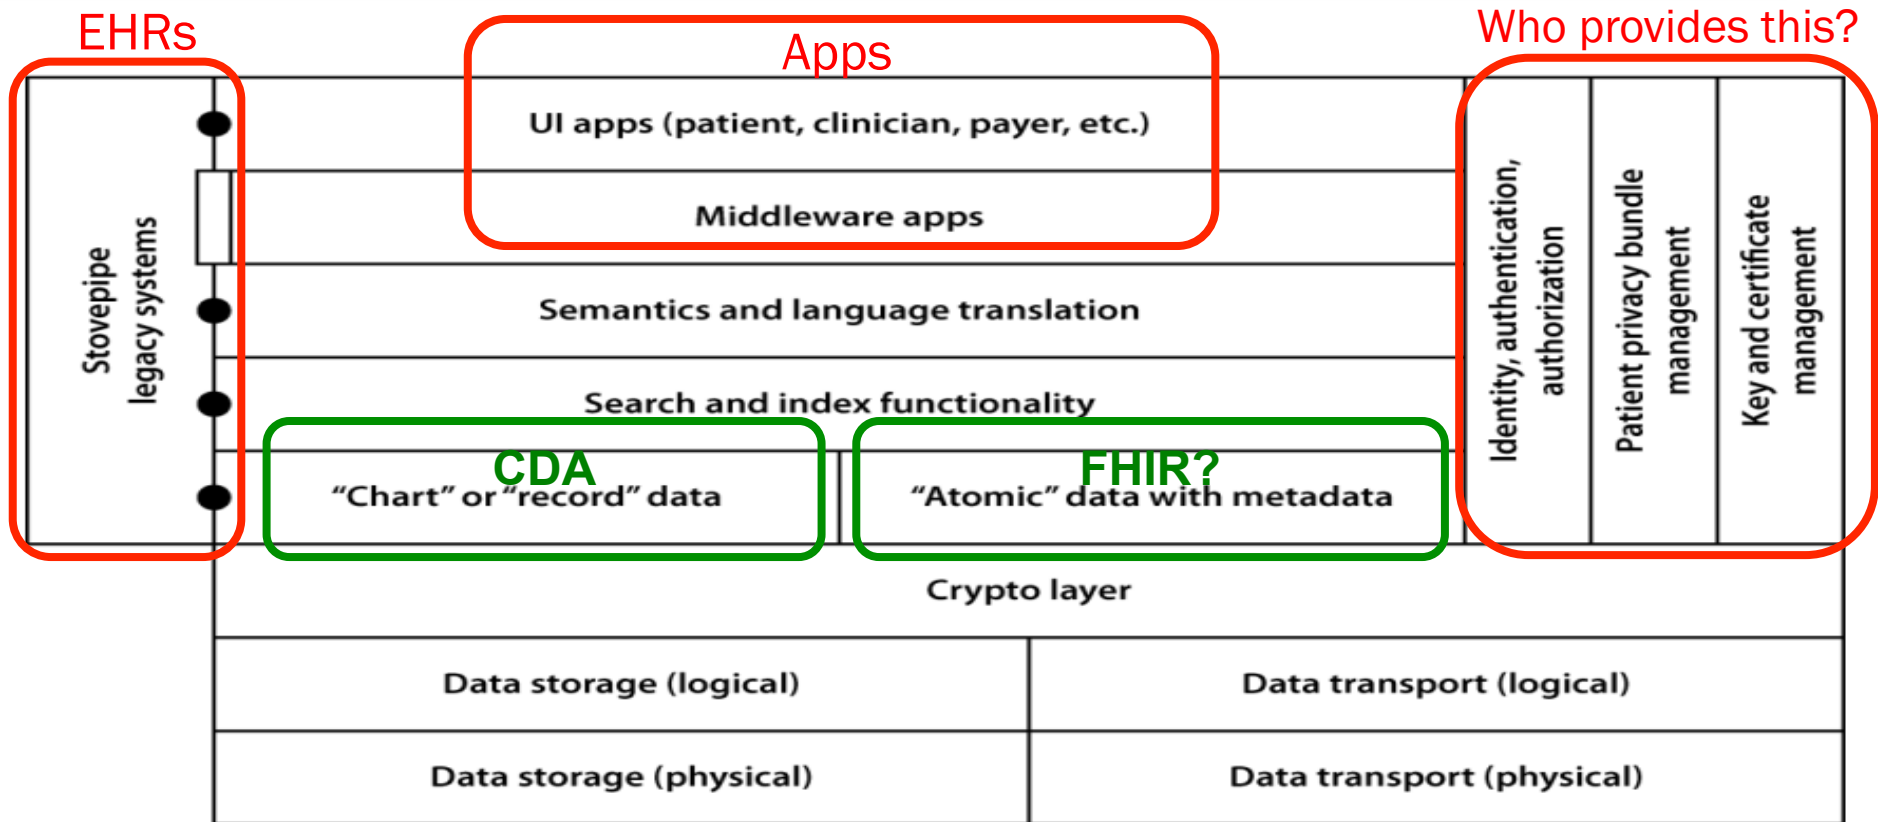 EHRs
Apps
Who provides this?
UI apps (patient, clinician, payer, etc.)
Middleware apps
Semantics and language translation
Search and index functionality
CDA
“Chart” or “record” data
FHIR?
“Atomic” data with metadata
Stovepipe
legacy systems
Identity, authentication,
authorization
Patient privacy bundle
management
Key and certificate
management
Crypto layer
Data storage (logical)
Data transport (logical)
Data storage (physical)
Data transport (physical)